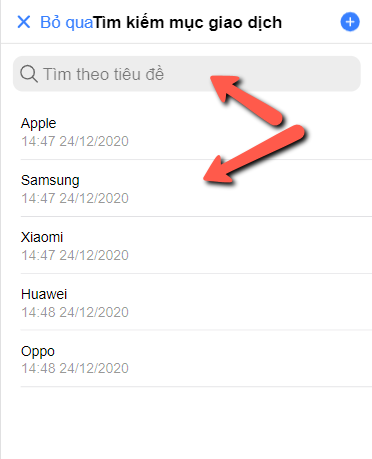 Bỏ qua Tìm kiếm mục giao dịch
Tìm theo tiêu đề
Apple
14:47 24/12/2020
Samsung
14:47 24/12/2020
Xiaomi
14:47 24/12/2020
Huawei
14:48 24/12/2020
Oppo
14:48 24/12/2020